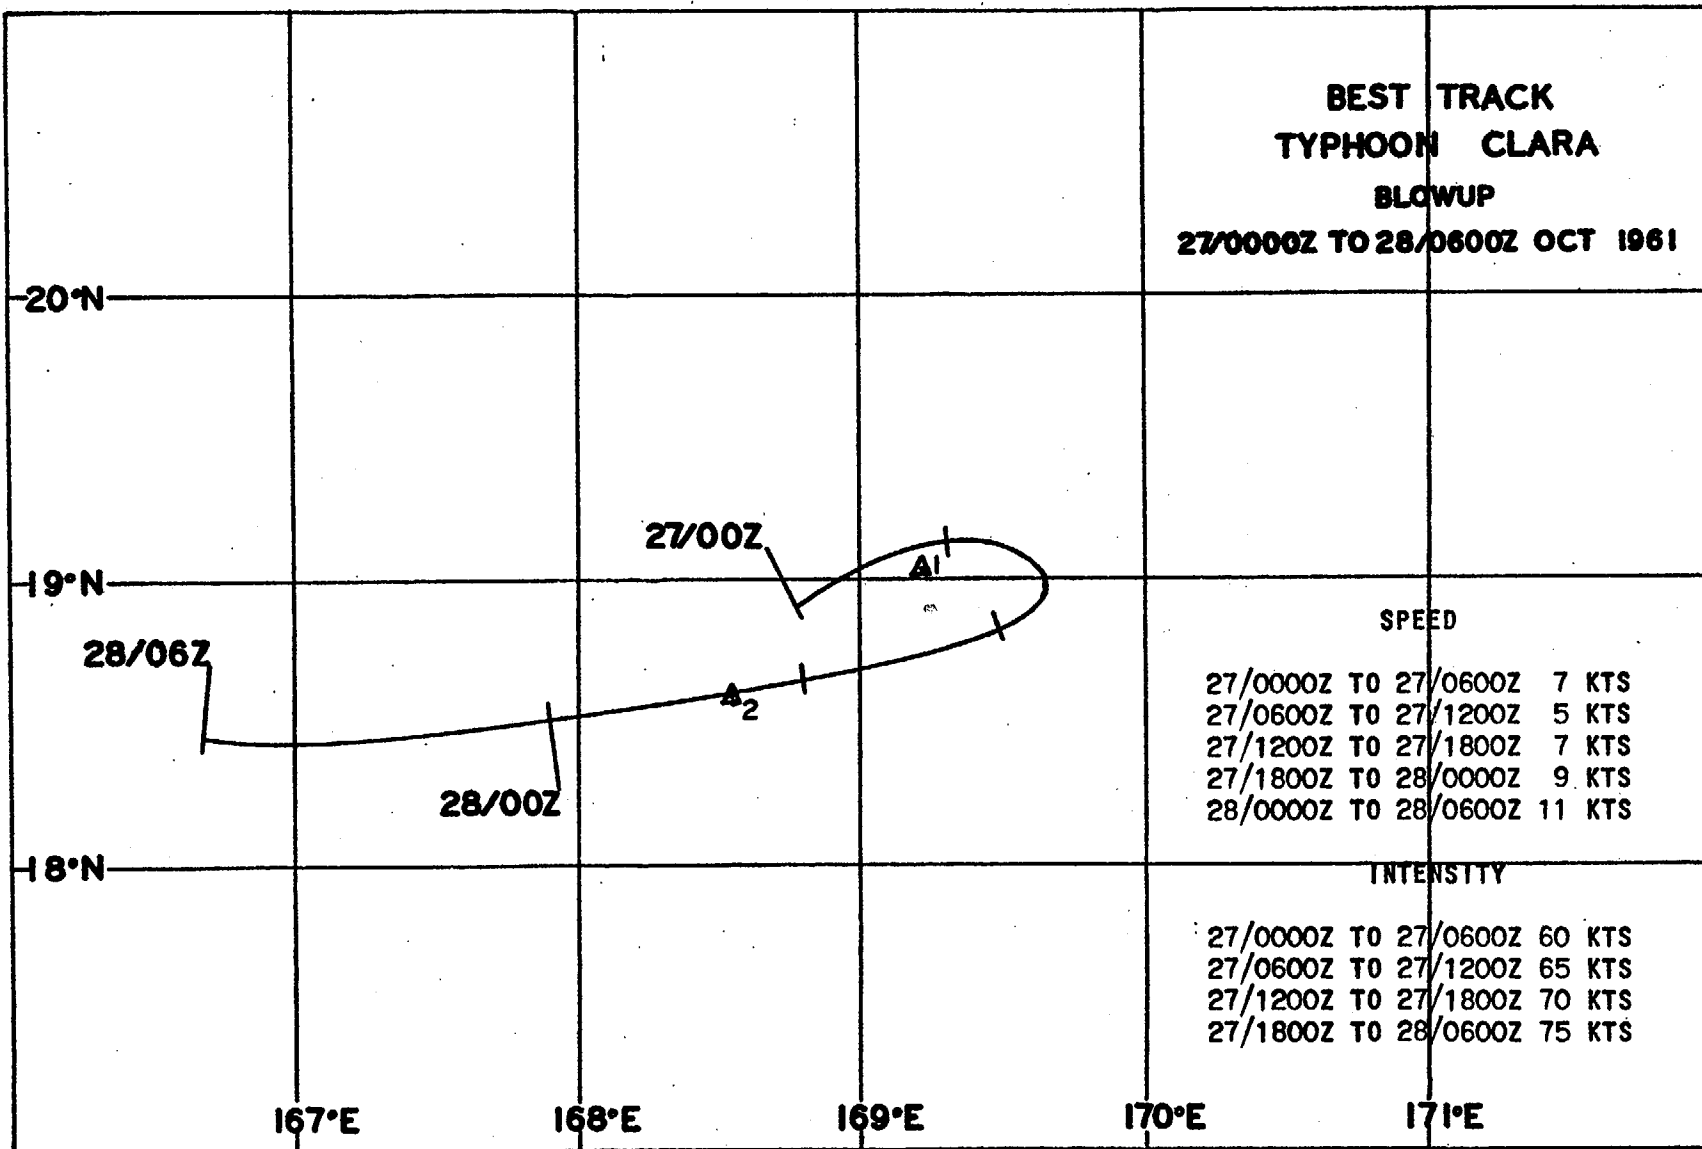 BEST TRACK
TYPHOON CLARA
BLOWUP
27/0000Z TO 28/0600Z OCT 1961
20°N
27/00Z
1
19°N
28/06Z
2
28/00Z
SPEED
27/0000Z TO 27/0600Z 7 KTS
27/0600Z TO 27/1200Z 5 KTS
27/1200Z TO 27/1800Z 7 KTS
27/1800Z TO 28/0000Z 9 KTS
28/0000Z TO 28/0600Z 11 KTS
18°N
INTENSITY
27/0000Z TO 27/0600Z 60 KTS
27/0600Z TO 27/1200Z 65 KTS
27/1200Z TO 27/1800Z 70 KTS
27/1800Z TO 28/0600Z 75 KTS
167°E 168°E 169°E 170°E 171°E